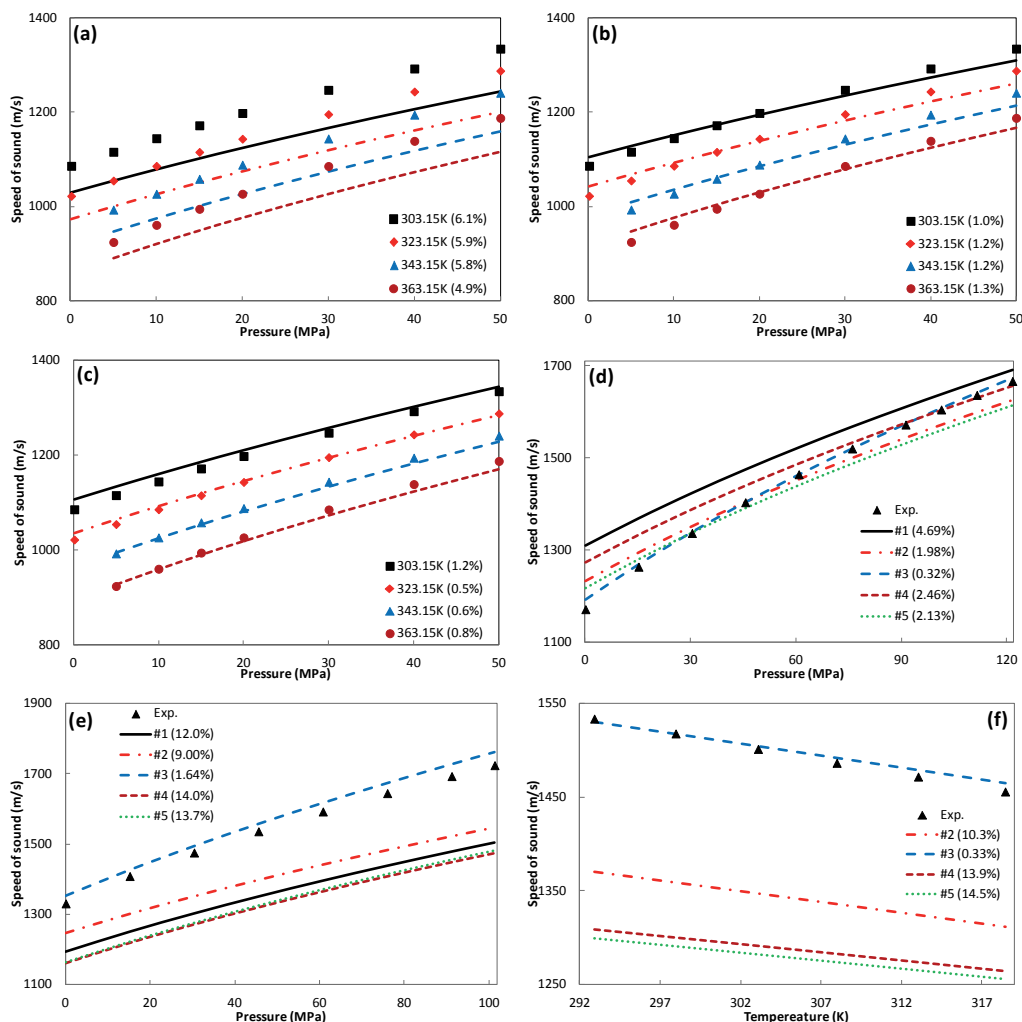 (a)
1400
1200
1000
800
Speed of sound (m/s)
303.15K (6.1%)
323.15K (5.9%)
343.15K (5.8%)
363.15K (4.9%)
0 10 20 30 40 50
Pressure (MPa)
(b)
1400
1200
1000
800
Speed of sound (m/s)
303.15K (1.0%)
323.15K (1.2%)
343.15K (1.2%)
363.15K (1.3%)
0 10 20 30 40 50
Pressure (MPa)
(c)
1400
1200
1000
800
Speed of sound (m/s)
303.15K (1.2%)
323.15K (0.5%)
343.15K (0.6%)
363.15K (0.8%)
0 10 20 30 40 50
Pressure (MPa)
(d)
1700
1500
1300
1100
Speed of sound (m/s)
Exp.
#1 (4.69%)
#2 (1.98%)
#3 (0.32%)
#4 (2.46%)
#5 (2.13%)
0 30 60 90 120
Pressure (MPa)
(e)
1900
1700
1500
1300
1100
Speed of sound (m/s)
Exp.
#1 (12.0%)
#2 (9.00%)
#3 (1.64%)
#4 (14.0%)
#5 (13.7%)
0 20 40 60 80 100
Pressure (MPa)
(f)
1550
1450
1350
1250
Speed of sound (m/s)
Exp.
#2 (10.3%)
#3 (0.33%)
#4 (13.9%)
#5 (14.5%)
292 297 302 307 312 317
Tempereature (K)